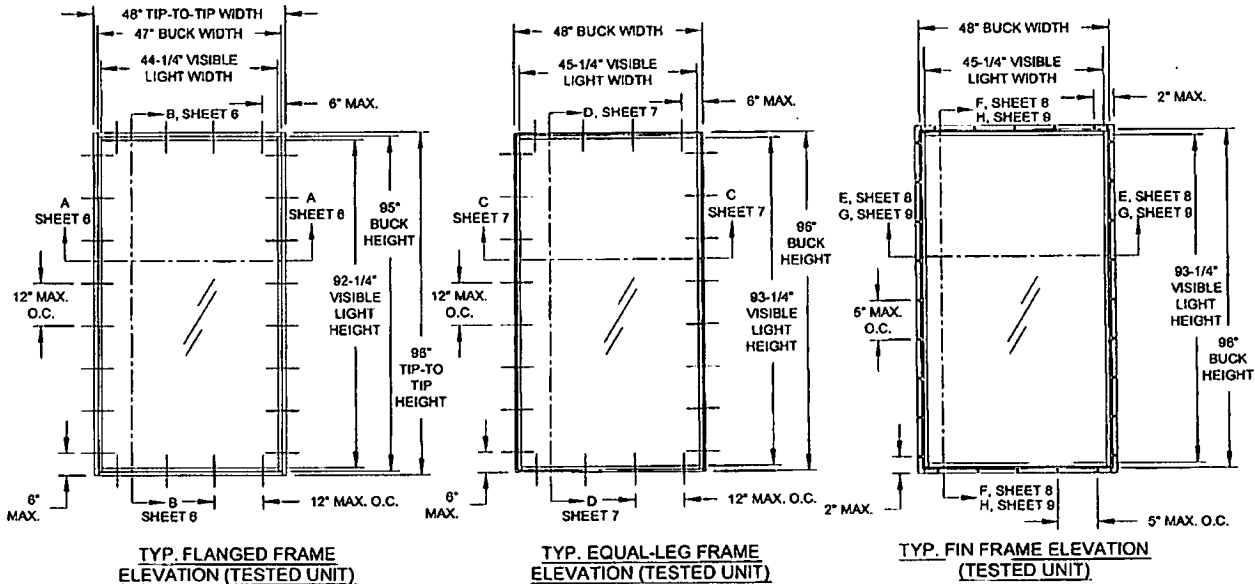 48" TIP-TO-TIP WIDTH
47" BUCK WIDTH
44-1/4" VISIBLE
LIGHT WIDTH
6" MAX.
B, SHEET 6
A
SHEET 6
A
SHEET 6
95"
BUCK
HEIGHT
12" MAX.
O.C.
92-1/4"
VISIBLE
LIGHT
HEIGHT
96"
TIP-TO
TIP
HEIGHT
6"
MAX.
B
SHEET 6
12" MAX. O.C.
TYP. FLANGED FRAME
ELEVATION (TESTED UNIT)
48" BUCK WIDTH
45-1/4" VISIBLE
LIGHT WIDTH
6" MAX.
D, SHEET 7
C
SHEET 7
C
SHEET 7
96"
BUCK
HEIGHT
12" MAX.
O.C.
93-1/4"
VISIBLE
LIGHT
HEIGHT
6"
MAX.
D
SHEET 7
12" MAX. O.C.
TYP. EQUAL-LEG FRAME
ELEVATION (TESTED UNIT)
48" BUCK WIDTH
45-1/4" VISIBLE
LIGHT WIDTH
2" MAX.
F, SHEET 8
H, SHEET 9
E, SHEET 8
G, SHEET 9
E, SHEET 8
G, SHEET 9
5" MAX.
O.C.
93-1/4"
VISIBLE
LIGHT
HEIGHT
96"
BUCK
HEIGHT
2" MAX.
F, SHEET 8
H, SHEET 9
5" MAX. O.C.
TYP. FIN FRAME ELEVATION
(TESTED UNIT)